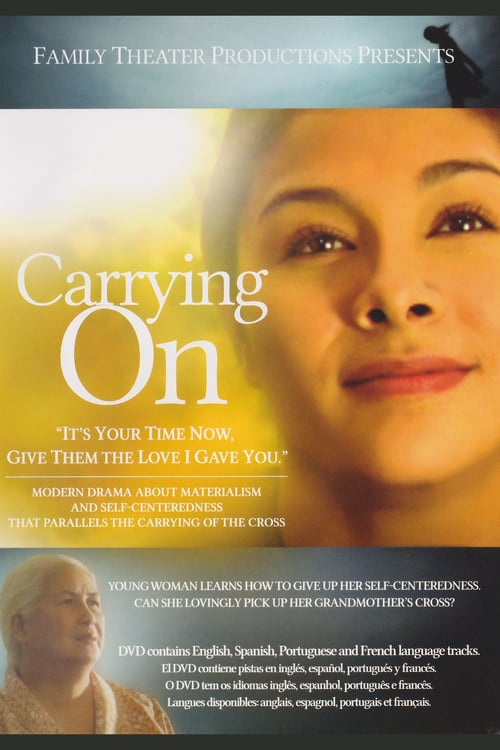 FAMILY THEATER PRODUCTIONS PRESENTS
Carrying
On
“IT’S YOUR TIME NOW,
GIVE THEM THE LOVE I GAVE YOU.”
MODERN DRAMA ABOUT MATERIALISM
AND SELF-CENTEREDNESS
THAT PARALLELS THE CARRYING OF THE CROSS
YOUNG WOMAN LEARNS HOW TO GIVE UP HER SELF-CENTEREDNESS.
CAN SHE LOVINGLY PICK UP HER GRANDMOTHER’S CROSS?
DVD contains English, Spanish, Portuguese and French language tracks.
El DVD contiene pistas en inglés, español, portugués y francés.
O DVD tem os idiomas inglês, espanhol, português e francês.
Langues disponibles: anglais, espagnol, portugais et français.